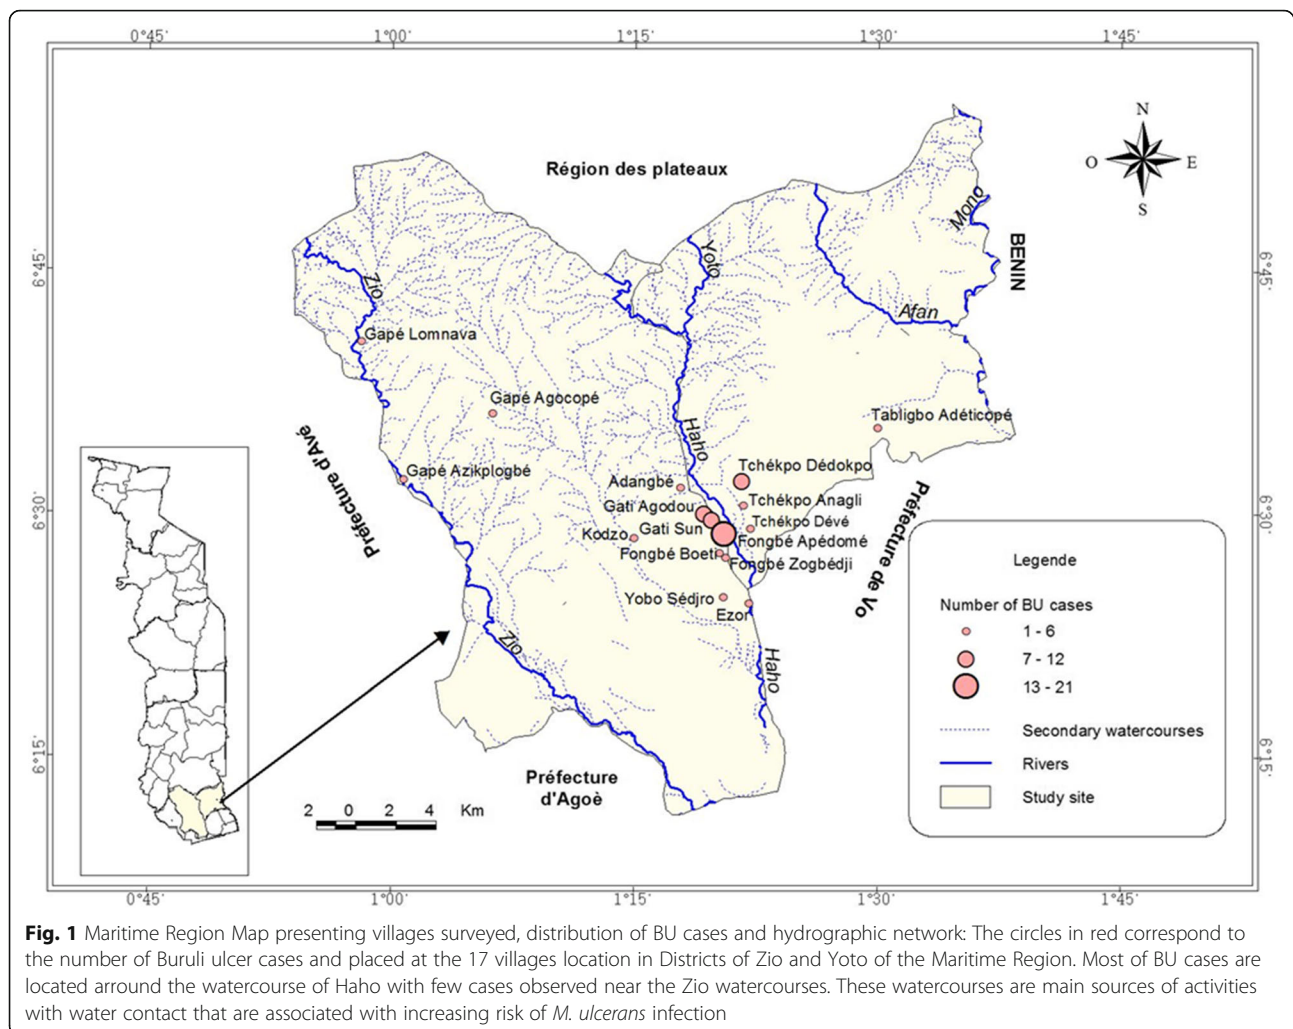 0°45'
1°00'
1°15'
1°30'
1°45'
N
O
E
S
Région des plateaux
Mono
BENIN
Yoto
6°45'
6°45'
Zio
Afan
Gapé Lomnava
Gapé Agocopé
Tabligbo Adéticopé
Haho
Préfecture d'Avé
Gapé Azikplogbé
Tchékpo Dédokpo
Adangbé
Préfecture de Vo
Tchékpo Anagli
Gati Agodou
6°30'
6°30'
Tchékpo Dévé
Gati Sun
Kodzo
Fongbé Apédomé
Fongbé Boeti
Fongbé Zogbédji
Yobo Sédjro
Ezor
Zio
Haho
Legende
Number of BU cases
1 - 6
7 - 12
13 - 21
Secondary watercourses
Rivers
Study site
6°15'
6°15'
Préfecture
d'Agoè
2 0 2 4 Km
0°45'
1°00'
1°15'
1°30'
1°45'
Fig. 1 Maritime Region Map presenting villages surveyed, distribution of BU cases and hydrographic network: The circles in red correspond to
the number of Buruli ulcer cases and placed at the 17 villages location in Districts of Zio and Yoto of the Maritime Region. Most of BU cases are
located arround the watercourse of Haho with few cases observed near the Zio watercourses. These watercourses are main sources of activities
with water contact that are associated with increasing risk of M. ulcerans infection